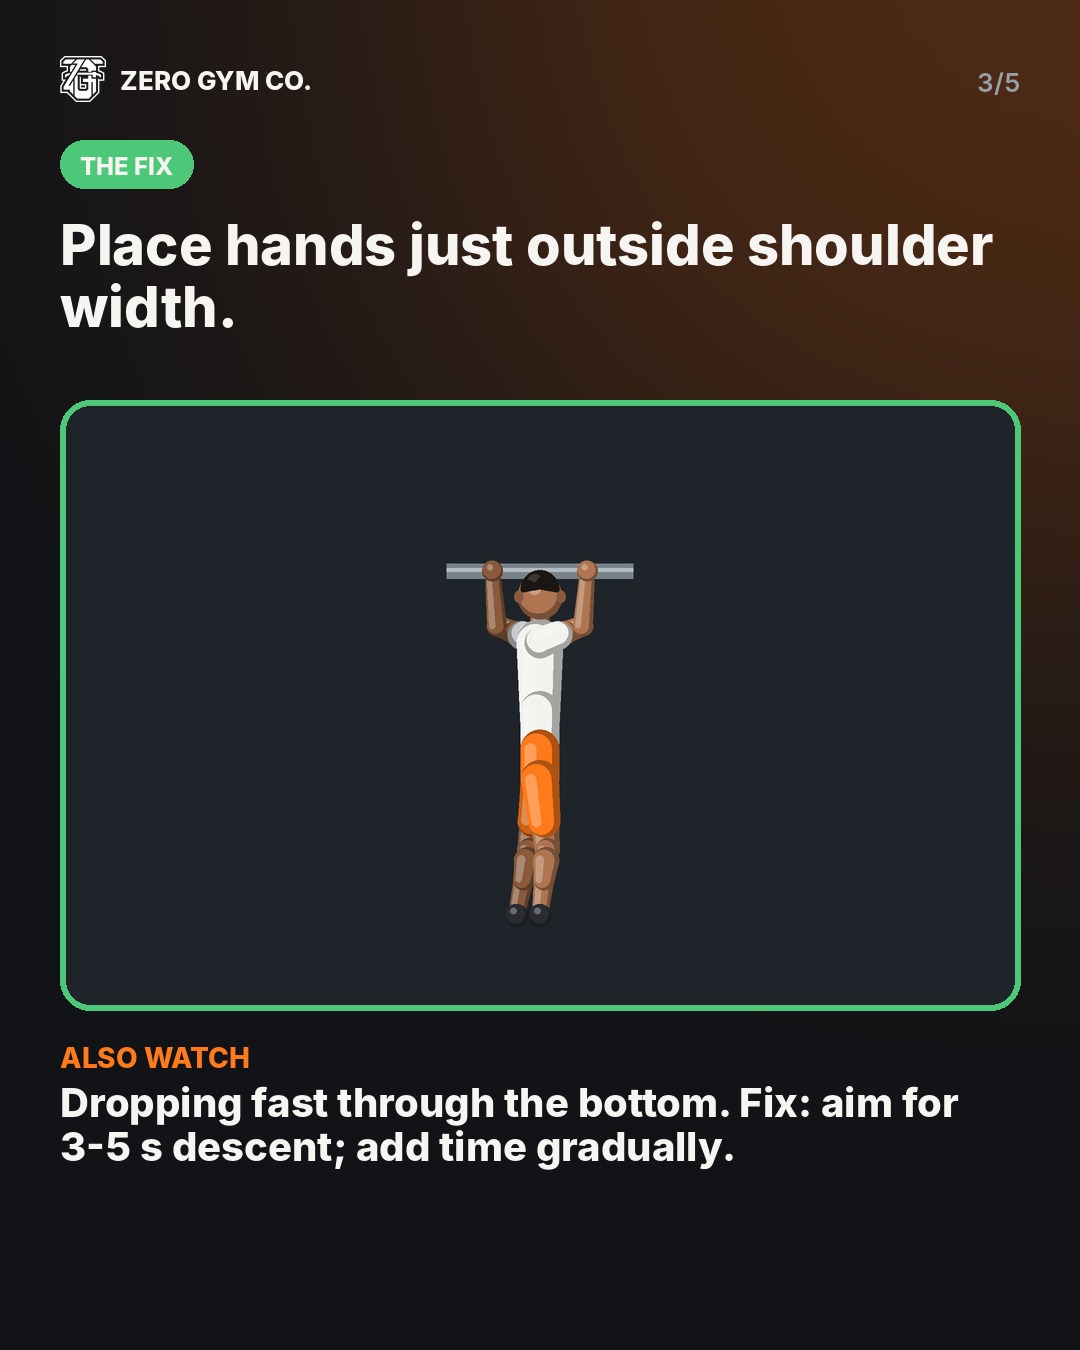 ZERO GYM CO.
3/5
THE FIX
Place hands just outside shoulder
width.
ALSO WATCH
Dropping fast through the bottom. Fix: aim for
3-5 s descent; add time gradually.